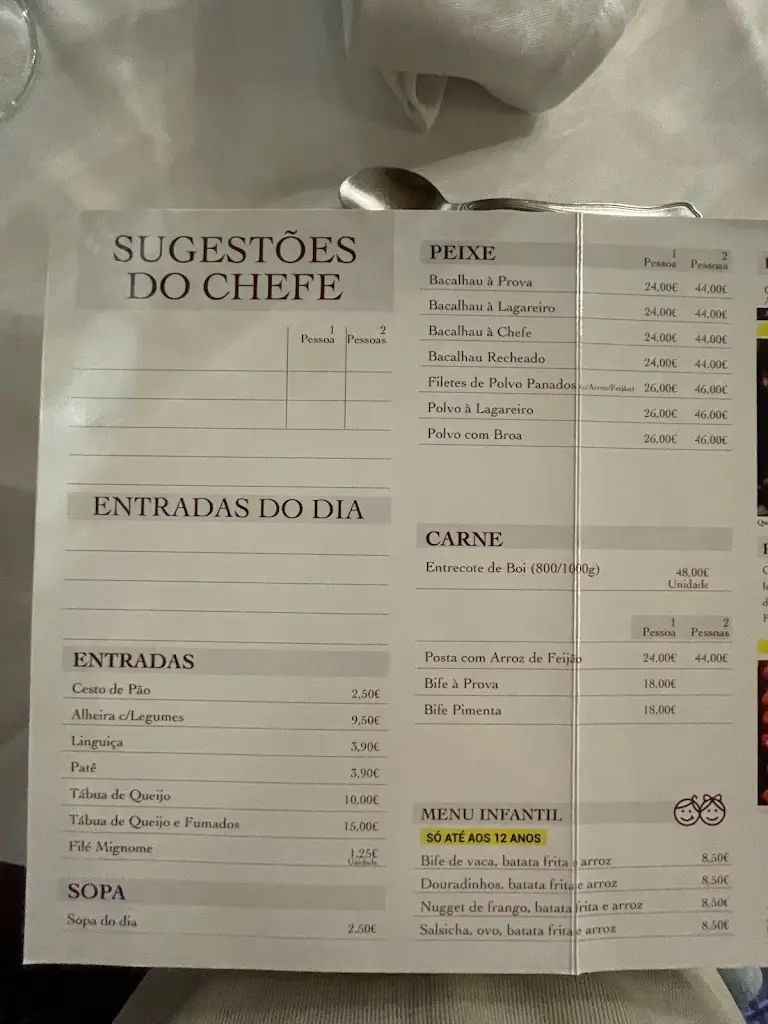 SUGESTÕES
DO CHEFE
1 2
Pessoa Pessoas
ENTRADAS DO DIA
ENTRADAS
Cesto de Pão 2,50€
Alheira c/Legumes 9,50€
Linguiça 3,90€
Patê 3,90€
Tábua de Queijo 10,00€
Tábua de Queijo e Fumados 15,00€
Filé Mignome 1,25€
Unidade
SOPA
Sopa do dia 2,50€
PEIXE 1 2
Pessoa Pessoas
Bacalhau à Prova 24,00€ 44,00€
Bacalhau à Lagareiro 24,00€ 44,00€
Bacalhau à Chefe 24,00€ 44,00€
Bacalhau Recheado 24,00€ 44,00€
Filetes de Polvo Panados (c/Arroz/Feijão) 26,00€ 46,00€
Polvo à Lagareiro 26,00€ 46,00€
Polvo com Broa 26,00€ 46,00€
CARNE
Entrecote de Boi (800/1000g) 48,00€
Unidade
1 2
Pessoa Pessoas
Posta com Arroz de Feijão 24,00€ 44,00€
Bife à Prova 18,00€
Bife Pimenta 18,00€
MENU INFANTIL
SÓ ATÉ AOS 12 ANOS
Bife de vaca, batata frita e arroz 8,50€
Douradinhos, batata frita e arroz 8,50€
Nugget de frango, batata frita e arroz 8,50€
Salsicha, ovo, batata frita e arroz 8,50€